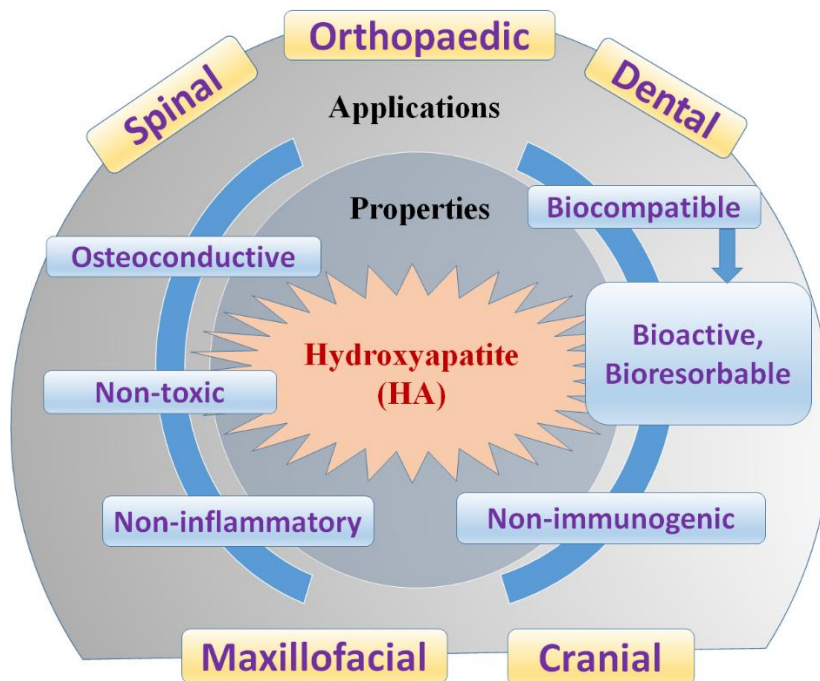 Orthopaedic
Spinal
Dental
Applications
Properties
Biocompatible
Osteoconductive
Bioactive,
Bioresorbable
Hydroxyapatite
(HA)
Non-toxic
Non-inflammatory
Non-immunogenic
Maxillofacial
Cranial